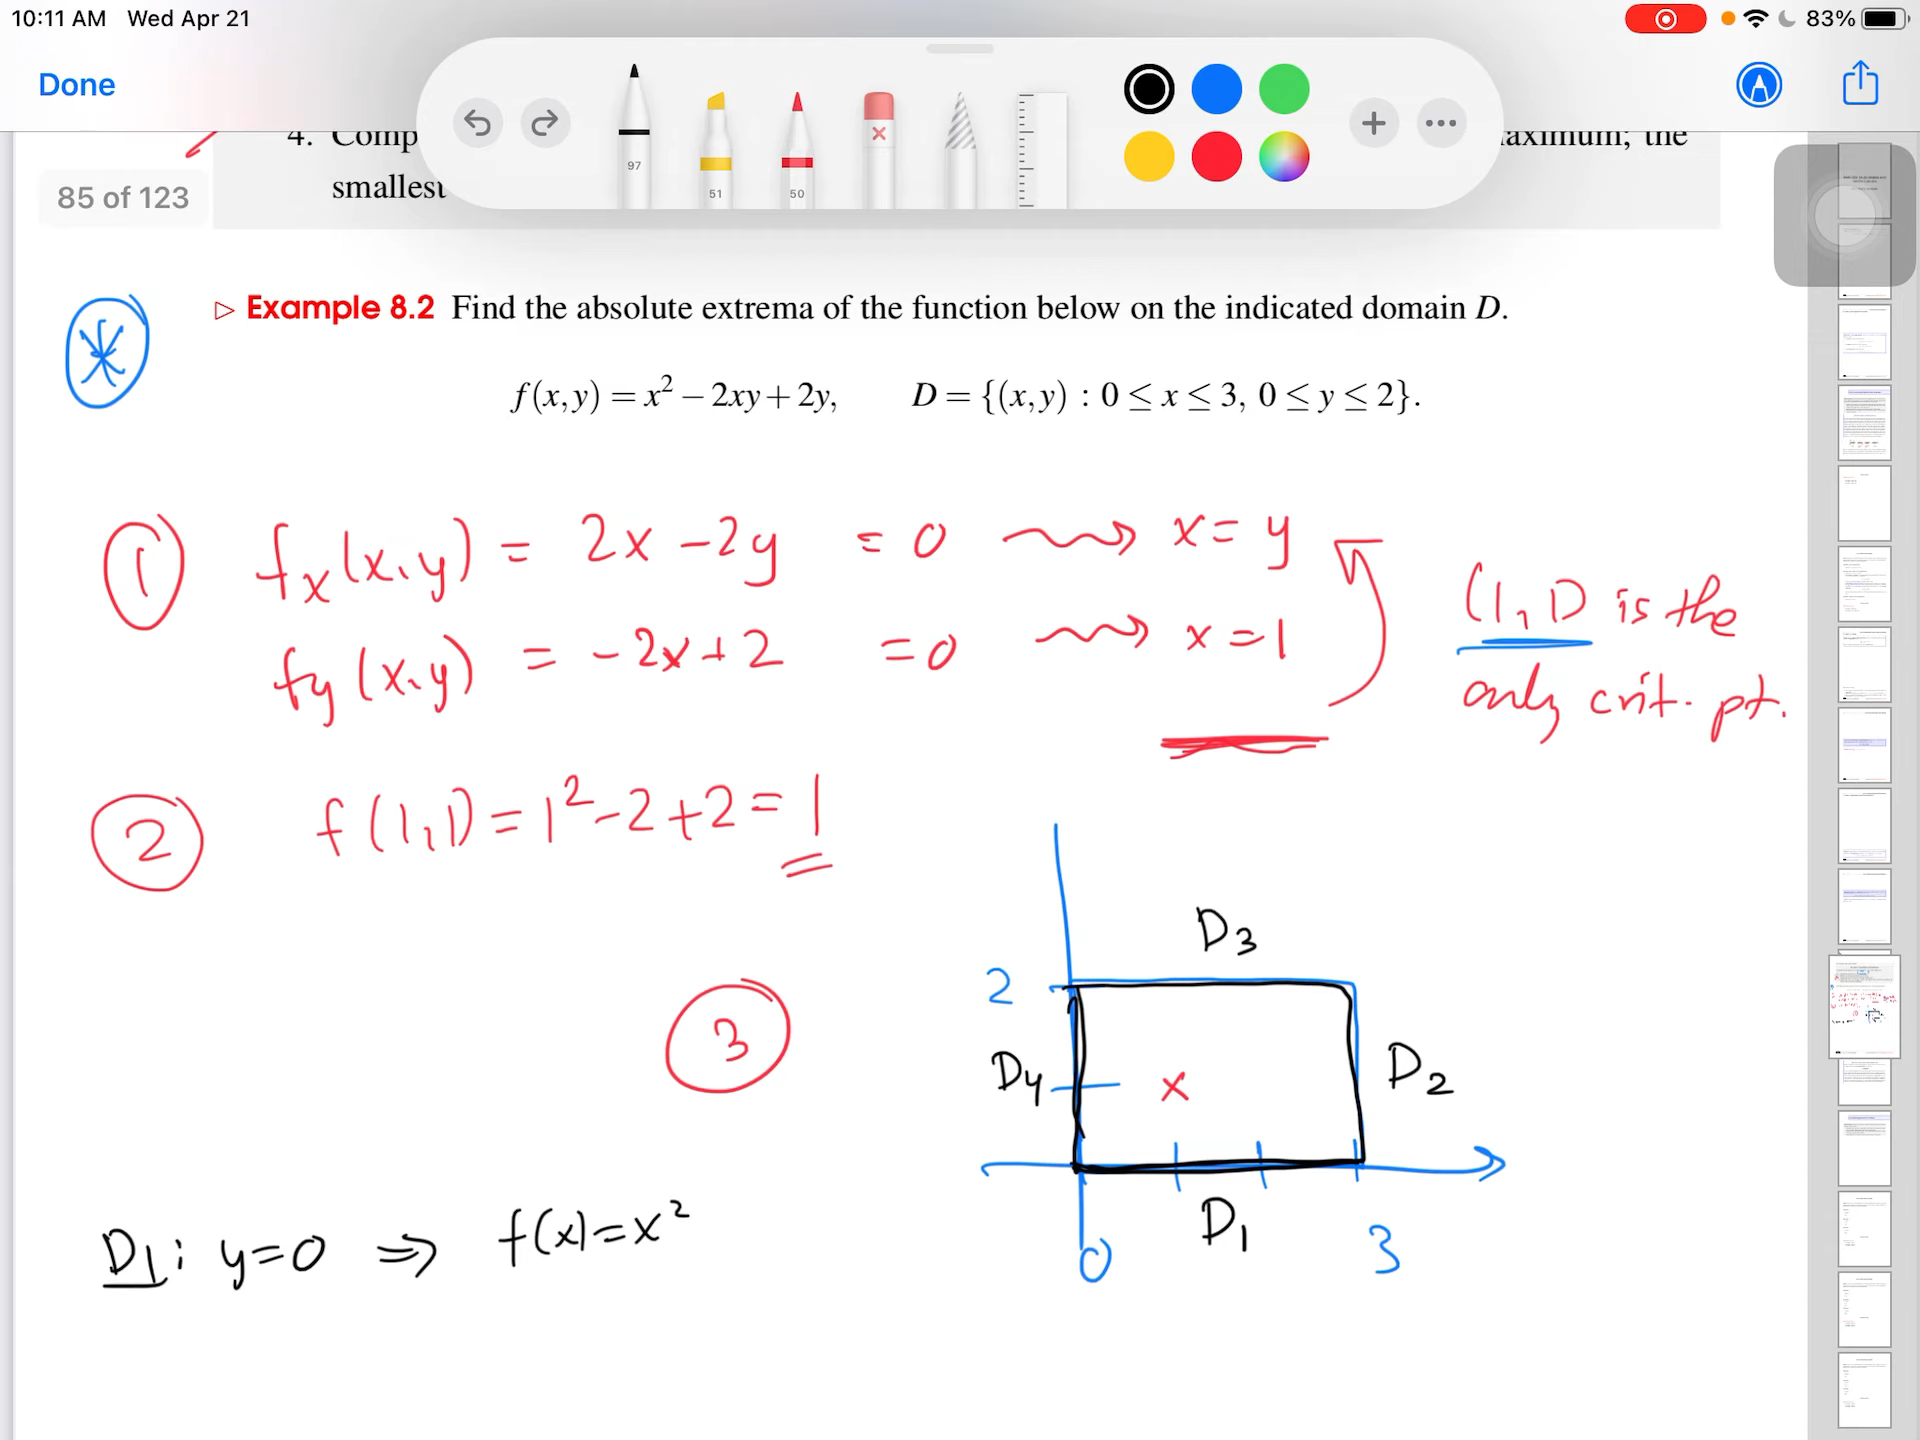 10:11 AM Wed Apr 21
83%
Done
97
51
50
4. Comp
aximum; the
85 of 123
smallest
▷ Example 8.2 Find the absolute extrema of the function below on the indicated domain D.
f(x,y) = x² − 2xy + 2y, D = {(x,y) : 0 ≤ x ≤ 3, 0 ≤ y ≤ 2}.
① fx(x,y) = 2x − 2y = 0 ⇝ x = y
fy(x,y) = −2x + 2 = 0 ⇝ x = 1
(1,1) is the
only crit. pt.
② f(1,1) = 1² − 2 + 2 = 1
③
D3
2
D4
x
D2
D1
0
3
D1: y=0 ⇒ f(x)=x²